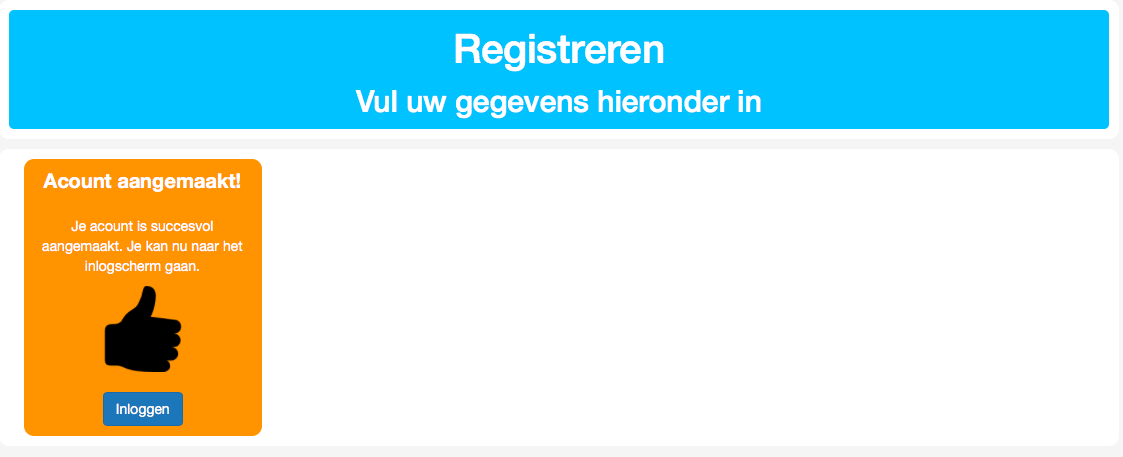 Registreren
Vul uw gegevens hieronder in
Acount aangemaakt!
Je acount is succesvol
aangemaakt. Je kan nu naar het
inlogscherm gaan.
Inloggen